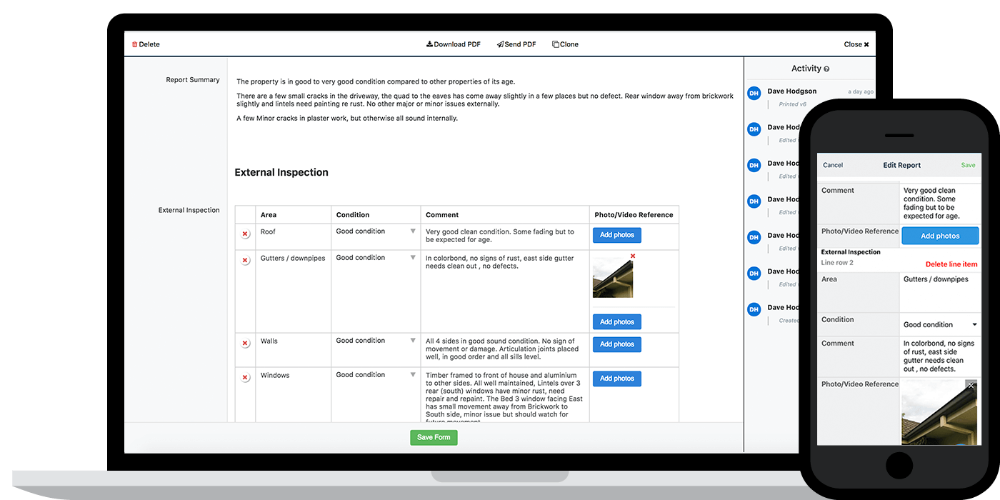 Delete
Download PDF
Send PDF
Clone
Close
Report Summary
The property is in good to very good condition compared to other properties of its age.
There are a few small cracks in the driveway, the quad to the eaves has come away slightly in a few places but no defect. Rear window away from brickwork
slightly and lintels need painting re rust. No other major or minor issues externally.
A few Minor cracks in plaster work, but otherwise all sound internally.
External Inspection
External Inspection
Area
Condition
Comment
Photo/Video Reference
Roof
Good condition
Very good clean condition. Some fading but to
be expected for age.
Add photos
Gutters / downpipes
Good condition
In colorbond, no signs of rust, east side gutter
needs clean out , no defects.
Add photos
Walls
Good condition
All 4 sides in good sound condition. No sign of
movement or damage. Articulation joints placed
well, in good order and all sills level.
Add photos
Windows
Good condition
Timber framed to front of house and aluminium
to other sides. All well maintained, Lintels over 3
rear (south) windows have minor rust, need
repair and repaint. The Bed 3 window facing East
has small movement away from Brickwork to
South side, minor issue but should watch for
future movement
Add photos
Save Form
Activity
DH
Dave Hodgson
a day ago
Printed v6
DH
Dave Hod
Edited
DH
Dave Hod
Edited
DH
Dave Hod
Edited
DH
Dave Hod
Edited
DH
Dave Hod
Edited
DH
Dave Hod
Created
Cancel
Edit Report
Save
Comment
Very good clean
condition. Some
fading but to be
expected for age.
Photo/Video Reference
Add photos
External Inspection
Line row 2
Delete line item
Area
Gutters / downpipes
Condition
Good condition
Comment
In colorbond, no signs
of rust, east side
gutter needs clean
out , no defects.
Photo/Video Reference